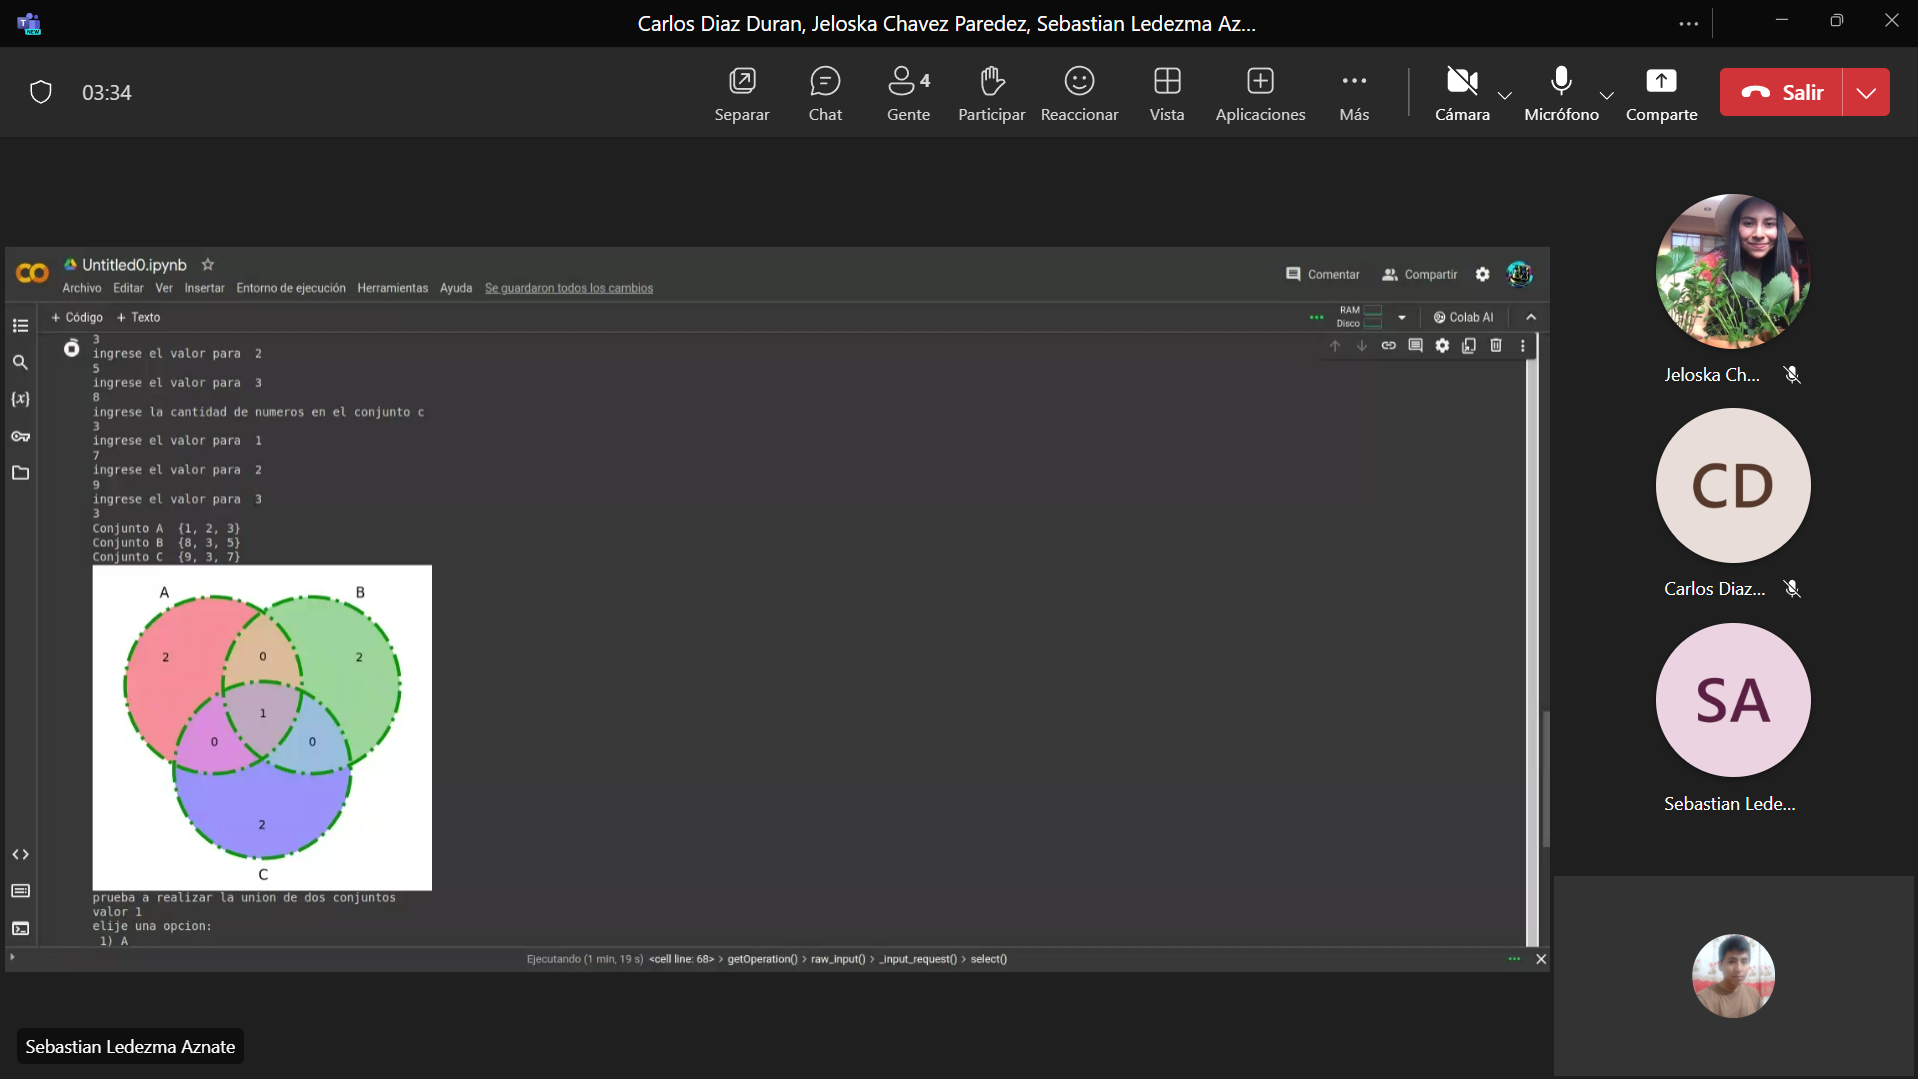 Carlos Diaz Duran, Jeloska Chavez Paredez, Sebastian Ledezma Az...
T
NEW
03:34
Separar
Chat
4
Gente
Participar
Reaccionar
Vista
Aplicaciones
Más
Cámara
Micrófono
Comparte
Salir
Untitled0.ipynb
Archivo Editar Ver Insertar Entorno de ejecución Herramientas Ayuda Se guardaron todos los cambios
Comentar
Compartir
+ Código + Texto
RAM
Disco
Colab AI
{x}
3
ingrese el valor para 2
5
ingrese el valor para 3
8
ingrese la cantidad de numeros en el conjunto c
3
ingrese el valor para 1
7
ingrese el valor para 2
9
ingrese el valor para 3
3
Conjunto A {1, 2, 3}
Conjunto B {8, 3, 5}
Conjunto C {9, 3, 7}
A
B
2
0
2
1
0
0
2
C
prueba a realizar la union de dos conjuntos
valor 1
elije una opcion:
1) A
Ejecutando (1 min, 19 s) <cell line: 68> > getOperation() > raw_input() > _input_request() > select()
Jeloska Ch...
CD
Carlos Diaz...
SA
Sebastian Lede...
Sebastian Ledezma Aznate